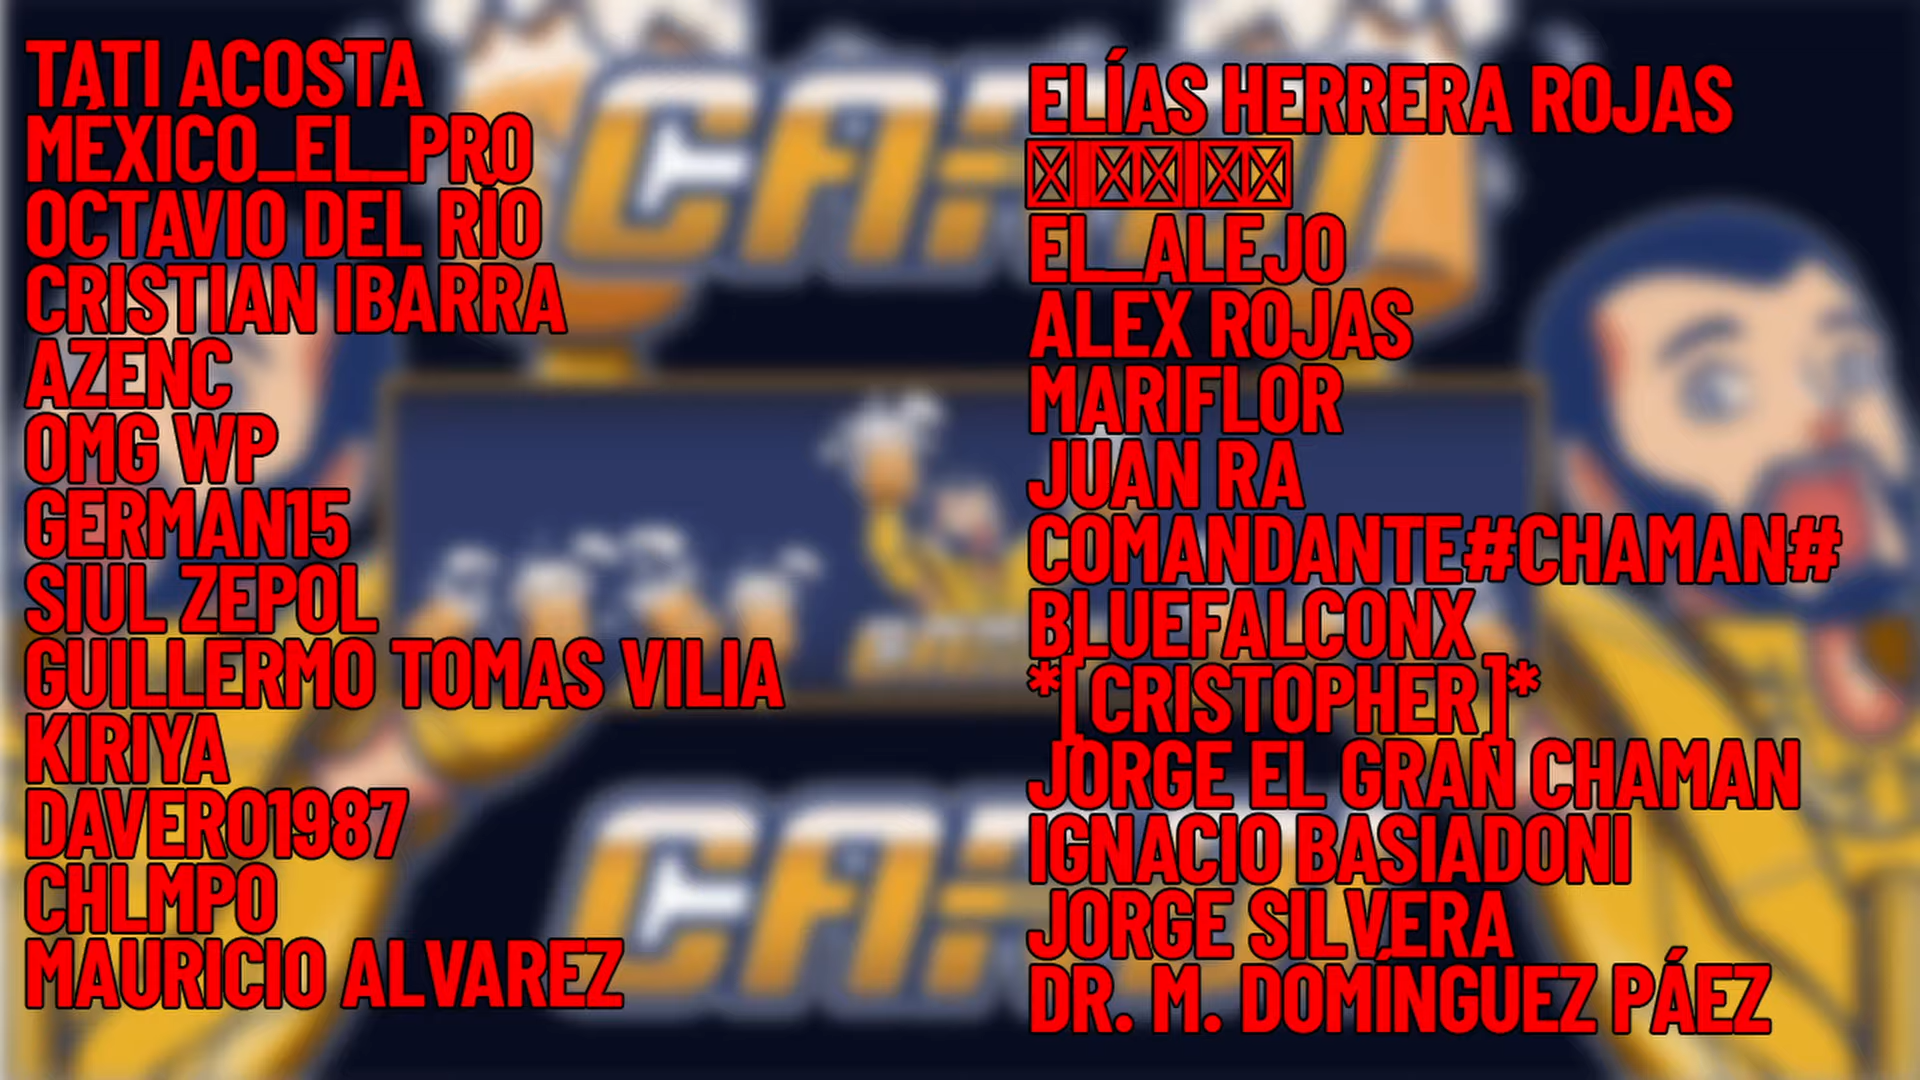 TATI ACOSTA
MÉXICO_EL_PRO
OCTAVIO DEL RÍO
CRISTIAN IBARRA
AZENC
OMG WP
GERMAN15
SIUL ZEPOL
GUILLERMO TOMAS VILIA
KIRIYA
DAVERO1987
CHLMPO
MAURICIO ALVAREZ
ELÍAS HERRERA ROJAS
EL_ALEJO
ALEX ROJAS
MARIFLOR
JUAN RA
COMANDANTE#CHAMAN#
BLUEFALCONX
*[CRISTOPHER]*
JORGE EL GRAN CHAMAN
IGNACIO BASIADONI
JORGE SILVERA
DR. M. DOMÍNGUEZ PÁEZ